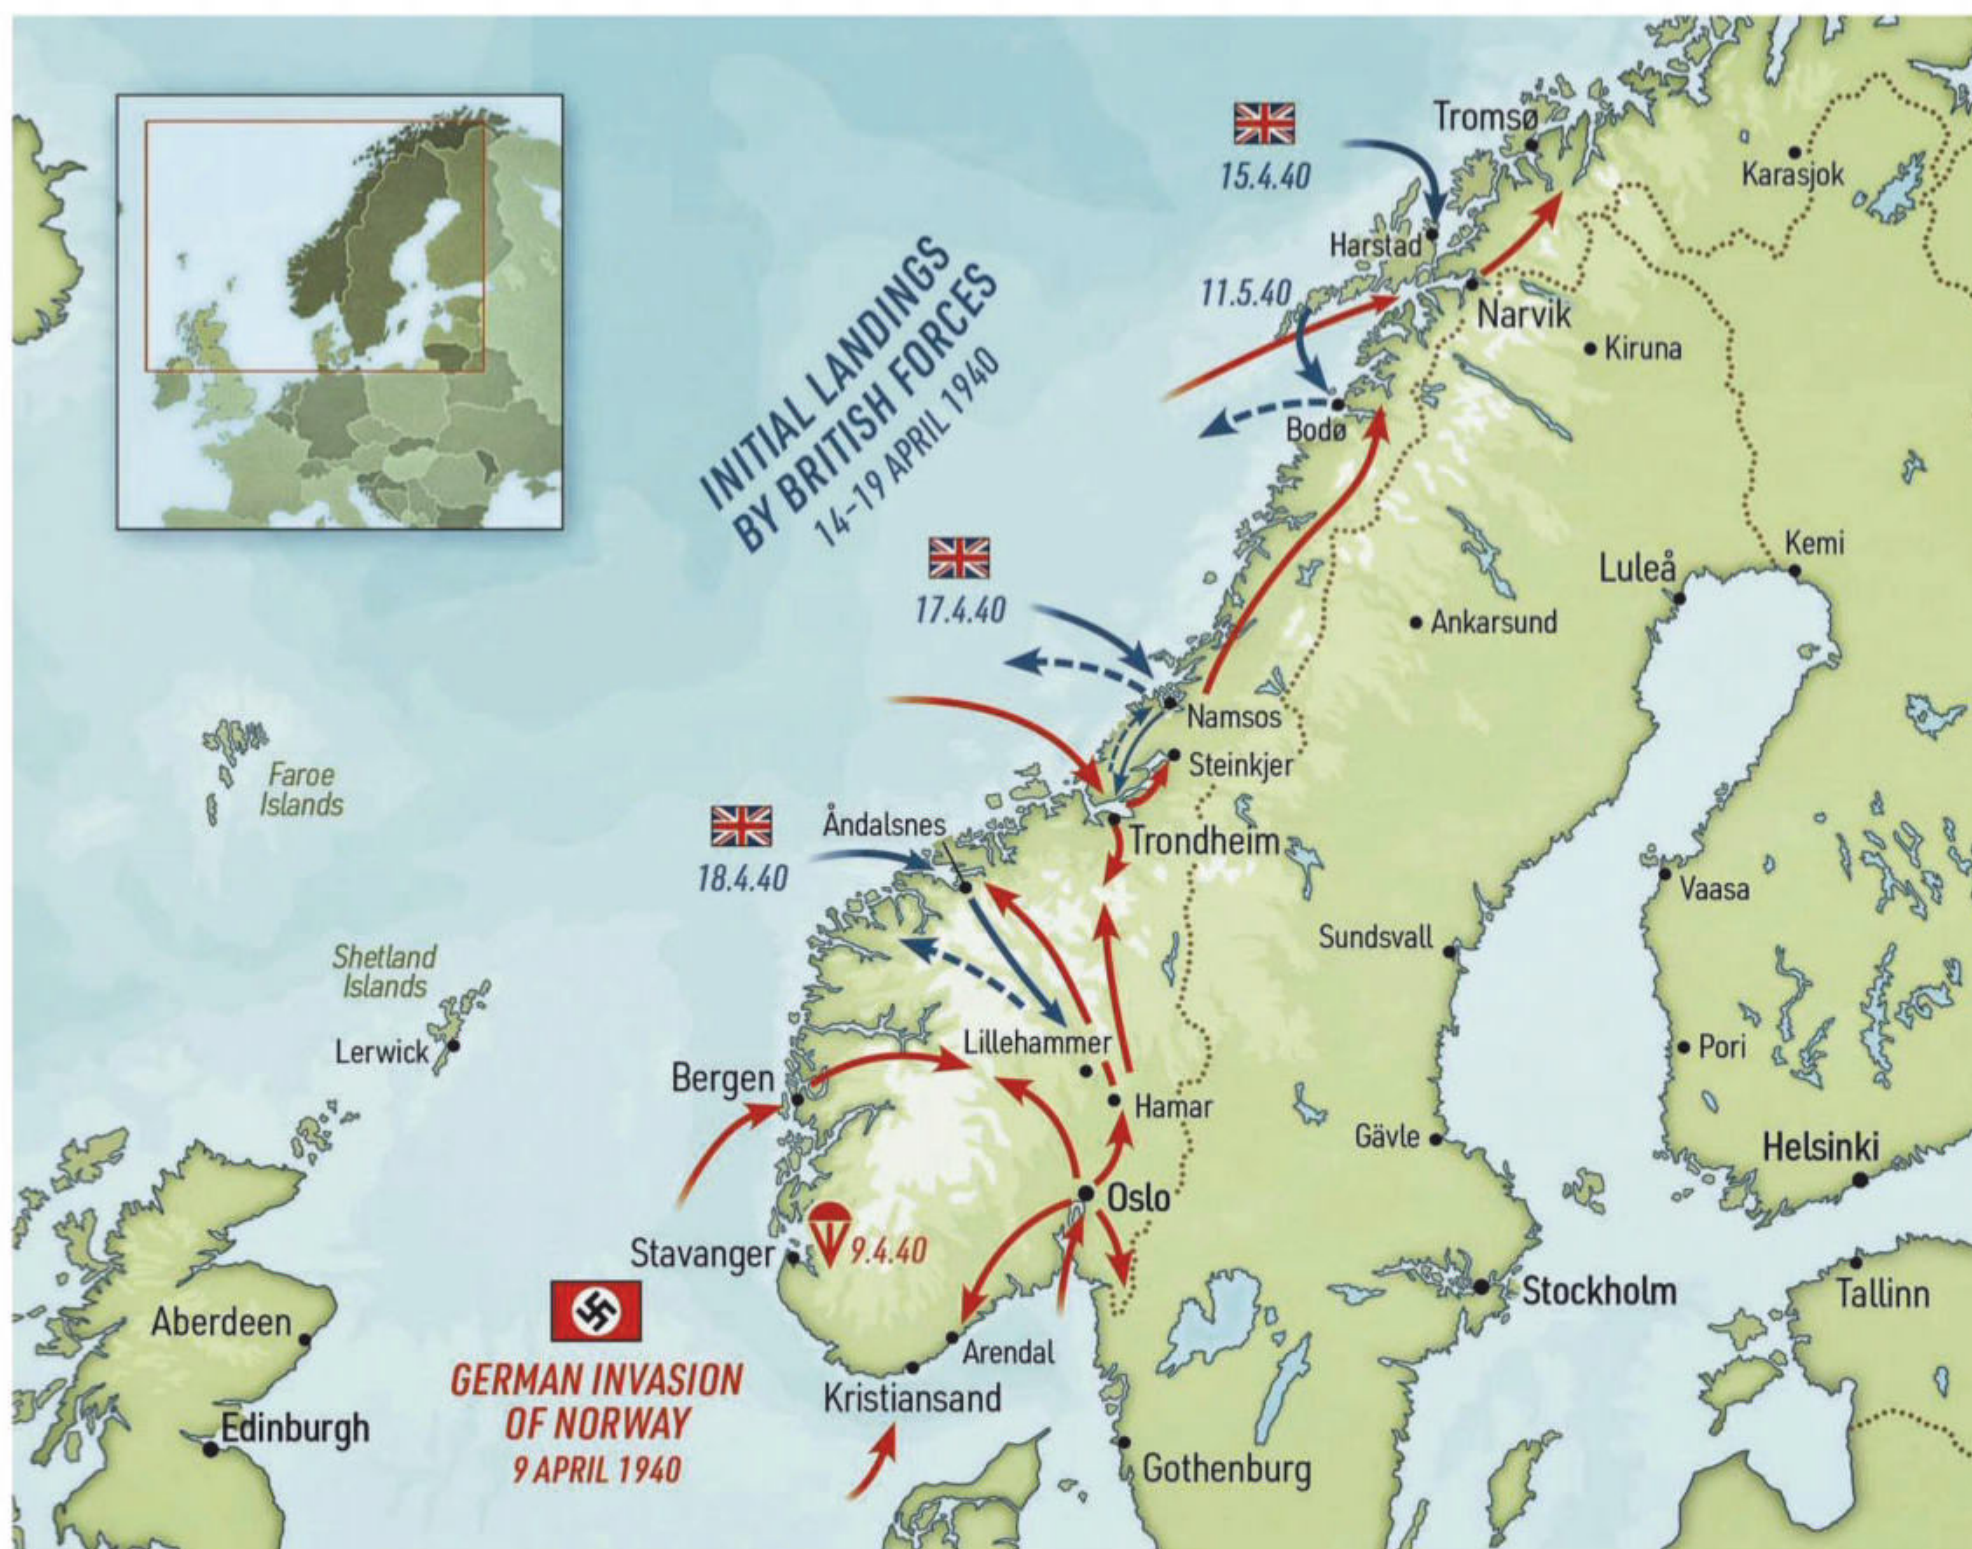 Tromsø
15.4.40
Karasjok
Harstad
11.5.40
Narvik
Kiruna
INITIAL LANDINGS
BY BRITISH FORCES
14–19 APRIL 1940
Bodø
Kemi
Luleå
17.4.40
Ankarsund
Namsos
Steinkjer
Faroe
Islands
Åndalsnes
Trondheim
18.4.40
Vaasa
Sundsvall
Shetland
Islands
Lerwick
Lillehammer
Pori
Bergen
Hamar
Gävle
Helsinki
Oslo
Stavanger
9.4.40
Stockholm
Tallinn
Aberdeen
Arendal
GERMAN INVASION
OF NORWAY
9 APRIL 1940
Kristiansand
Edinburgh
Gothenburg